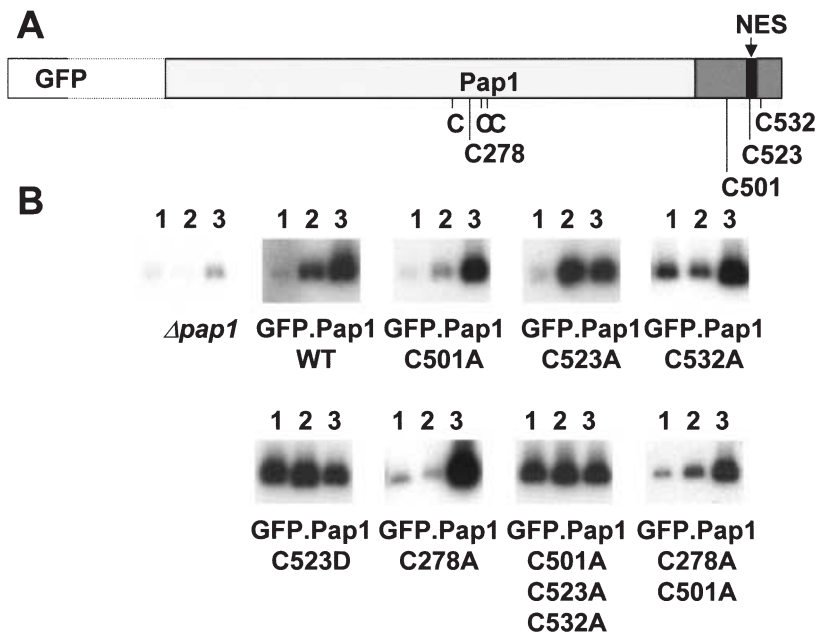 A
NES
GFP
Pap1
C CC
C532
C278
C523
C501
B
1 2 3 1 2 3 1 2 3 1 2 3 1 2 3
Δpap1 GFP.Pap1 GFP.Pap1 GFP.Pap1 GFP.Pap1
WT C501A C523A C532A
1 2 3 1 2 3 1 2 3 1 2 3
GFP.Pap1 GFP.Pap1 GFP.Pap1 GFP.Pap1
C523D C278A C501A C278A
C523A C501A
C532A